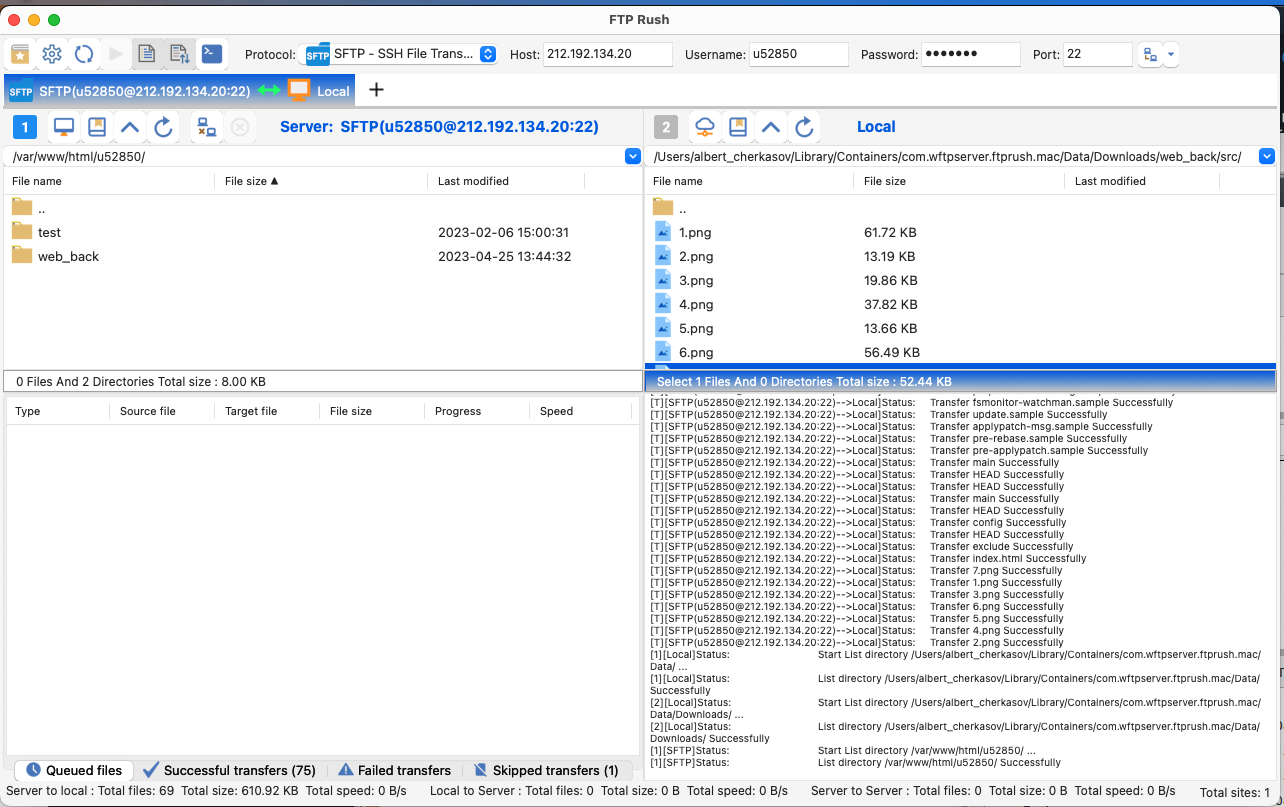 FTP Rush
Protocol: SFTP SFTP - SSH File Trans... Host: 212.192.134.20 Username: u52850 Password: ••••••• Port: 22
SFTP SFTP(u52850@212.192.134.20:22) Local +
1 Server: SFTP(u52850@212.192.134.20:22)
/var/www/html/u52850/
File name File size ▲ Last modified
..
test 2023-02-06 15:00:31
web_back 2023-04-25 13:44:32
0 Files And 2 Directories Total size : 8.00 KB
Type Source file Target file File size Progress Speed
2 Local
/Users/albert_cherkasov/Library/Containers/com.wftpserver.ftprush.mac/Data/Downloads/web_back/src/
File name File size Last modified
..
1.png 61.72 KB
2.png 13.19 KB
3.png 19.86 KB
4.png 37.82 KB
5.png 13.66 KB
6.png 56.49 KB
Select 1 Files And 0 Directories Total size : 52.44 KB
[T][SFTP(u52850@212.192.134.20:22)-->Local]Status: Transfer fsmonitor-watchman.sample Successfully
[T][SFTP(u52850@212.192.134.20:22)-->Local]Status: Transfer update.sample Successfully
[T][SFTP(u52850@212.192.134.20:22)-->Local]Status: Transfer applypatch-msg.sample Successfully
[T][SFTP(u52850@212.192.134.20:22)-->Local]Status: Transfer pre-rebase.sample Successfully
[T][SFTP(u52850@212.192.134.20:22)-->Local]Status: Transfer pre-applypatch.sample Successfully
[T][SFTP(u52850@212.192.134.20:22)-->Local]Status: Transfer main Successfully
[T][SFTP(u52850@212.192.134.20:22)-->Local]Status: Transfer HEAD Successfully
[T][SFTP(u52850@212.192.134.20:22)-->Local]Status: Transfer HEAD Successfully
[T][SFTP(u52850@212.192.134.20:22)-->Local]Status: Transfer main Successfully
[T][SFTP(u52850@212.192.134.20:22)-->Local]Status: Transfer HEAD Successfully
[T][SFTP(u52850@212.192.134.20:22)-->Local]Status: Transfer config Successfully
[T][SFTP(u52850@212.192.134.20:22)-->Local]Status: Transfer HEAD Successfully
[T][SFTP(u52850@212.192.134.20:22)-->Local]Status: Transfer exclude Successfully
[T][SFTP(u52850@212.192.134.20:22)-->Local]Status: Transfer index.html Successfully
[T][SFTP(u52850@212.192.134.20:22)-->Local]Status: Transfer 7.png Successfully
[T][SFTP(u52850@212.192.134.20:22)-->Local]Status: Transfer 1.png Successfully
[T][SFTP(u52850@212.192.134.20:22)-->Local]Status: Transfer 3.png Successfully
[T][SFTP(u52850@212.192.134.20:22)-->Local]Status: Transfer 6.png Successfully
[T][SFTP(u52850@212.192.134.20:22)-->Local]Status: Transfer 5.png Successfully
[T][SFTP(u52850@212.192.134.20:22)-->Local]Status: Transfer 4.png Successfully
[T][SFTP(u52850@212.192.134.20:22)-->Local]Status: Transfer 2.png Successfully
[1][Local]Status: Start List directory /Users/albert_cherkasov/Library/Containers/com.wftpserver.ftprush.mac/
Data/ ...
[1][Local]Status: List directory /Users/albert_cherkasov/Library/Containers/com.wftpserver.ftprush.mac/Data/
Successfully
[2][Local]Status: Start List directory /Users/albert_cherkasov/Library/Containers/com.wftpserver.ftprush.mac/
Data/Downloads/ ...
[2][Local]Status: List directory /Users/albert_cherkasov/Library/Containers/com.wftpserver.ftprush.mac/Data/
Downloads/ Successfully
[1][SFTP]Status: Start List directory /var/www/html/u52850/ ...
[1][SFTP]Status: List directory /var/www/html/u52850/ Successfully
Queued files Successful transfers (75) Failed transfers Skipped transfers (1)
Server to local : Total files: 69 Total size: 610.92 KB Total speed: 0 B/s Local to Server : Total files: 0 Total size: 0 B Total speed: 0 B/s Server to Server : Total files: 0 Total size: 0 B Total speed: 0 B/s Total sites: 1